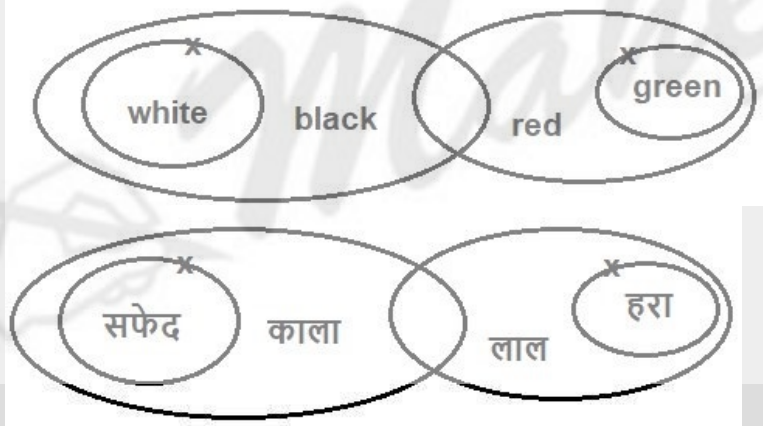 x x
white black red green
x x
सफेद काला लाल हरा